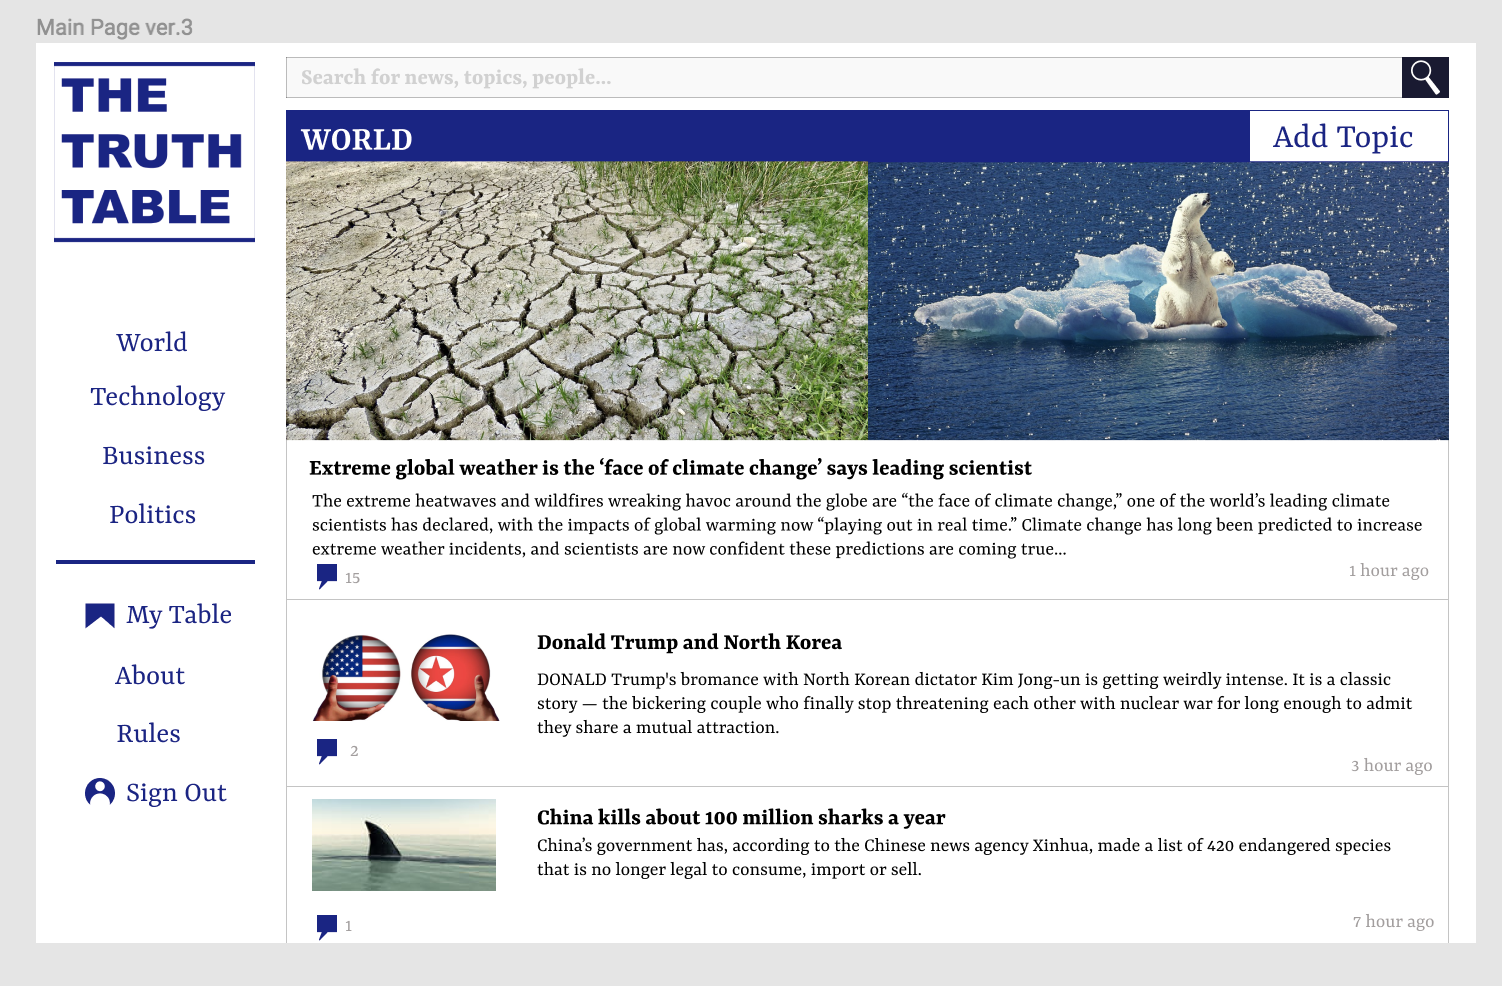 Main Page ver.3
THE
TRUTH
TABLE
World
Technology
Business
Politics
My Table
About
Rules
Sign Out
Search for news, topics, people...
WORLD
Add Topic
Extreme global weather is the ‘face of climate change’ says leading scientist
The extreme heatwaves and wildfires wreaking havoc around the globe are “the face of climate change,” one of the world’s leading climate
scientists has declared, with the impacts of global warming now “playing out in real time.” Climate change has long been predicted to increase
extreme weather incidents, and scientists are now confident these predictions are coming true...
15
1 hour ago
Donald Trump and North Korea
DONALD Trump's bromance with North Korean dictator Kim Jong-un is getting weirdly intense. It is a classic
story — the bickering couple who finally stop threatening each other with nuclear war for long enough to admit
they share a mutual attraction.
2
3 hour ago
China kills about 100 million sharks a year
China’s government has, according to the Chinese news agency Xinhua, made a list of 420 endangered species
that is no longer legal to consume, import or sell.
1
7 hour ago